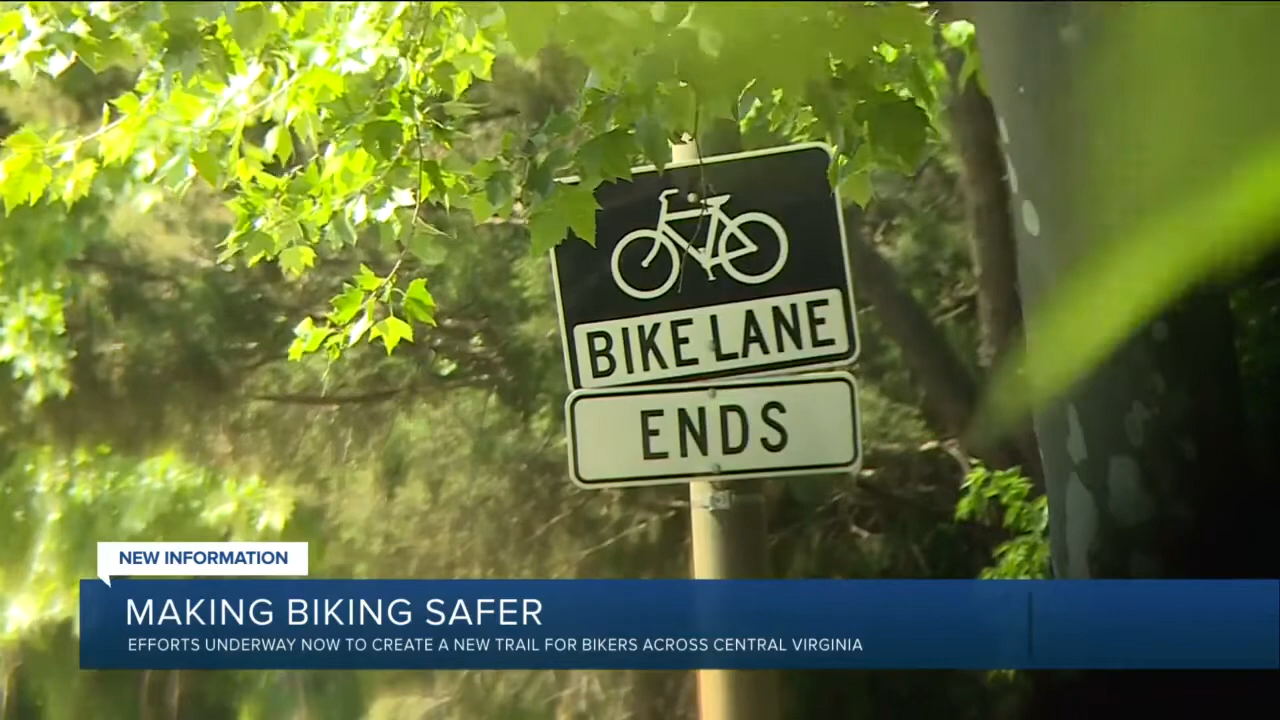 BIKE LANE
ENDS
NEW INFORMATION
MAKING BIKING SAFER
EFFORTS UNDERWAY NOW TO CREATE A NEW TRAIL FOR BIKERS ACROSS CENTRAL VIRGINIA